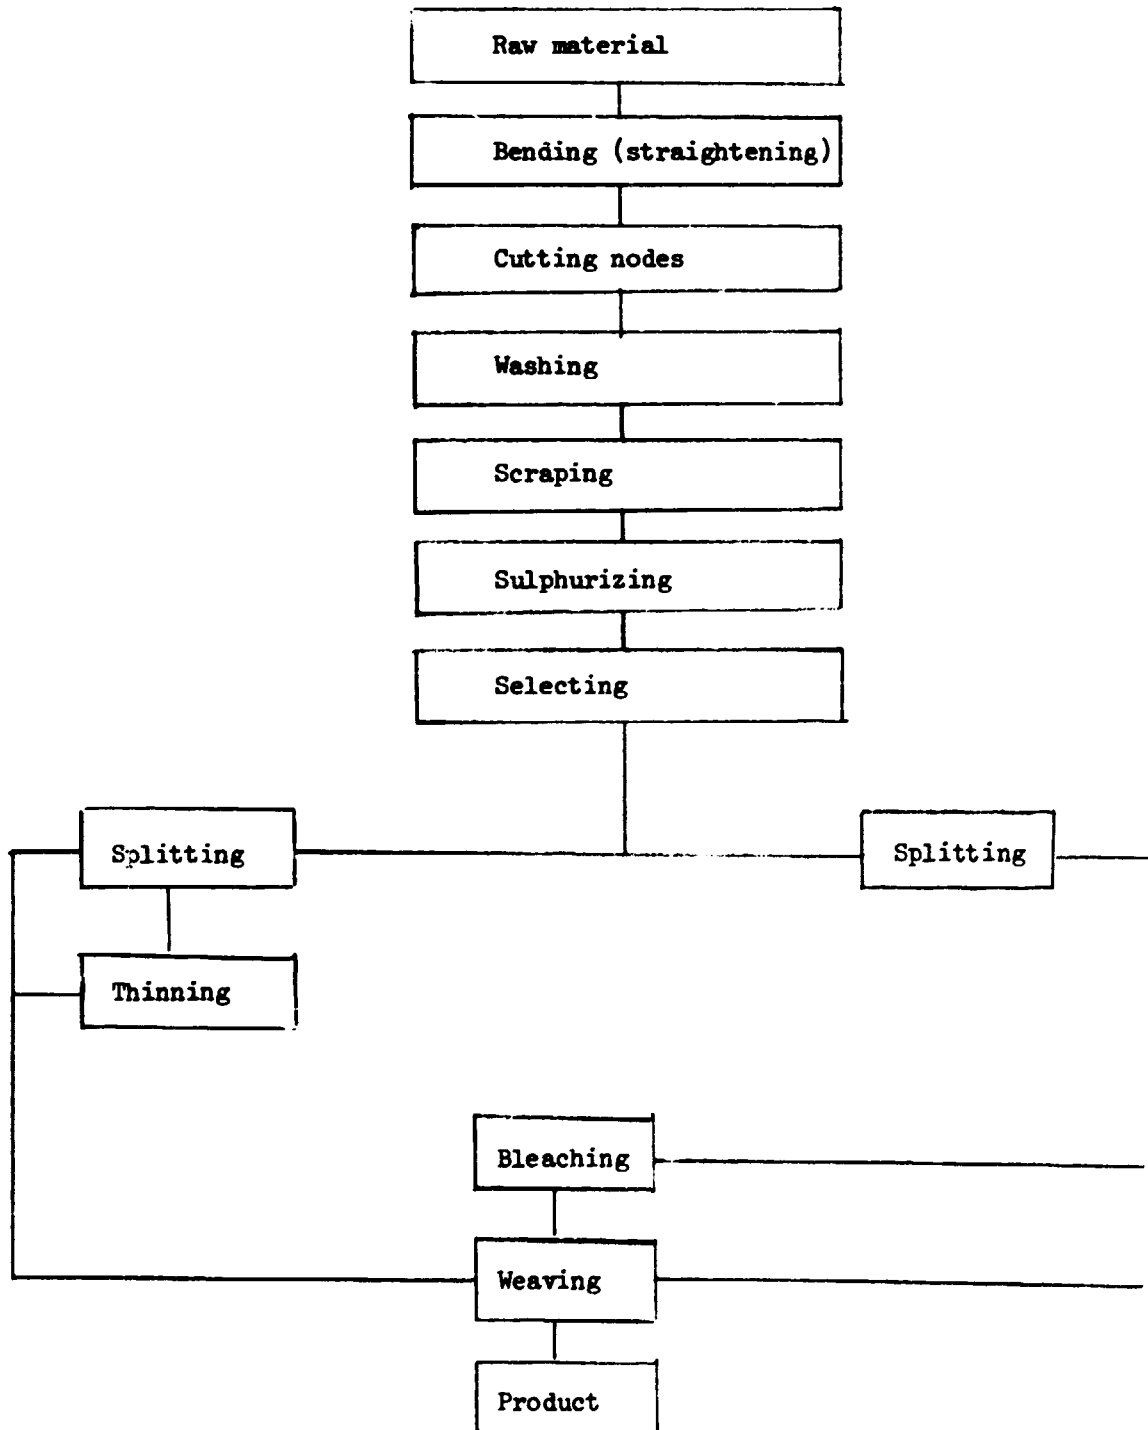 Raw material
Bending (straightening)
Cutting nodes
Washing
Scraping
Sulphurizing
Selecting
Splitting
Splitting
Thinning
Bleaching
Weaving
Product